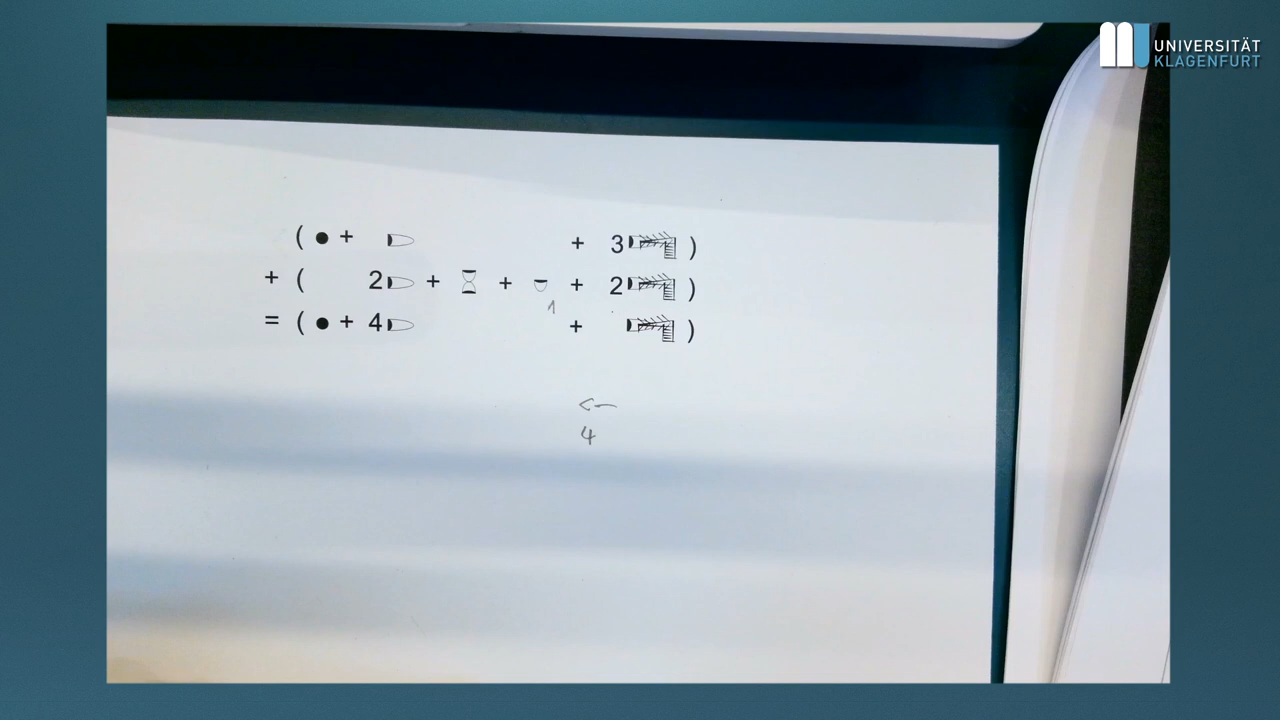 UNIVERSITÄT
KLAGENFURT
( ● + + 3 )
+ ( 2 + + + 2 )
1
= ( ● + 4 + )
←
4